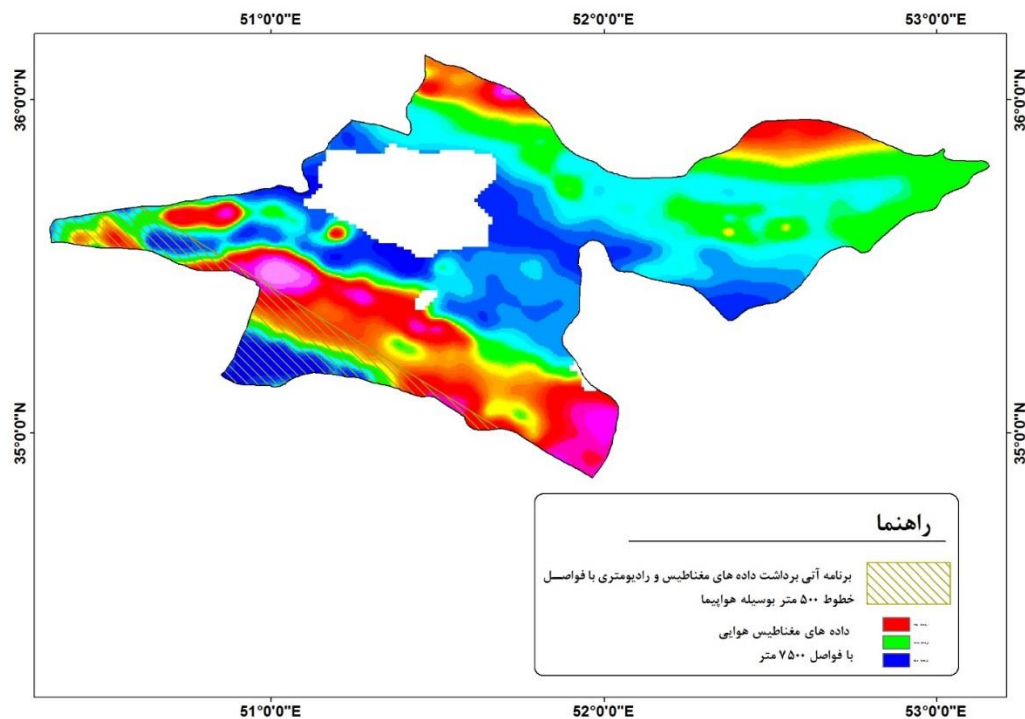 51°0'0"E 52°0'0"E 53°0'0"E
36°0'0"N 36°0'0"N
35°0'0"N 35°0'0"N
راهنما
برنامه آتی برداشت داده های مغناطیس و رادیومتری با فواصل
خطوط ۵۰۰ متر بوسیله هواپیما
داده های مغناطیس هوایی
با فواصل ۷۵۰۰ متر
51°0'0"E 52°0'0"E 53°0'0"E